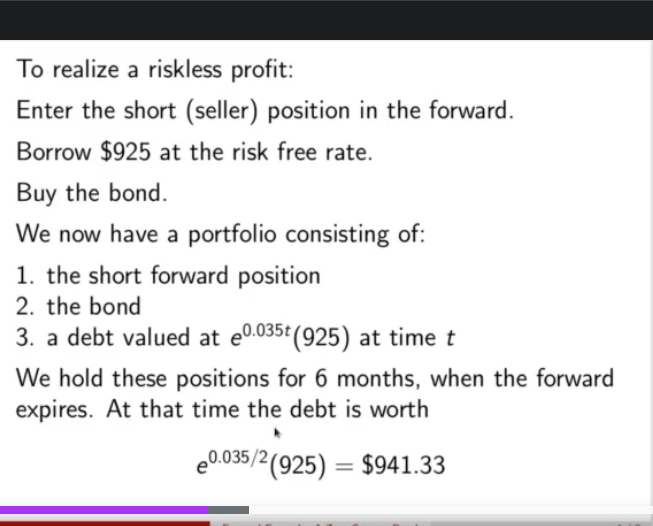 To realize a riskless profit:
Enter the short (seller) position in the forward.
Borrow $925 at the risk free rate.
Buy the bond.
We now have a portfolio consisting of:
1. the short forward position
2. the bond
3. a debt valued at e^{0.035t}(925) at time t
We hold these positions for 6 months, when the forward
expires. At that time the debt is worth
e^{0.035/2}(925) = $941.33